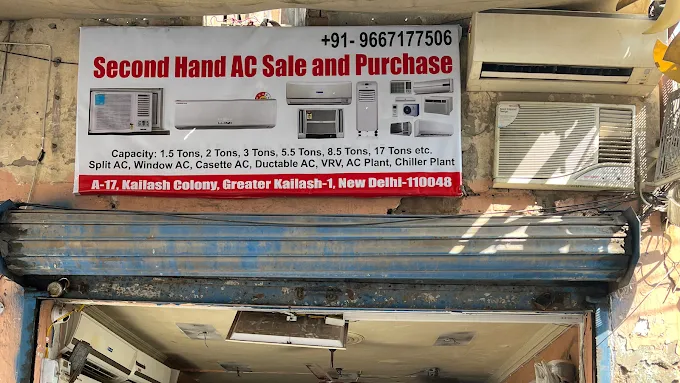 +91- 9667177506
Second Hand AC Sale and Purchase
Capacity: 1.5 Tons, 2 Tons, 3 Tons, 5.5 Tons, 8.5 Tons, 17 Tons etc.
Split AC, Window AC, Casette AC, Ductable AC, VRV, AC Plant, Chiller Plant
A-17, Kailash Colony, Greater Kailash-1, New Delhi-110048